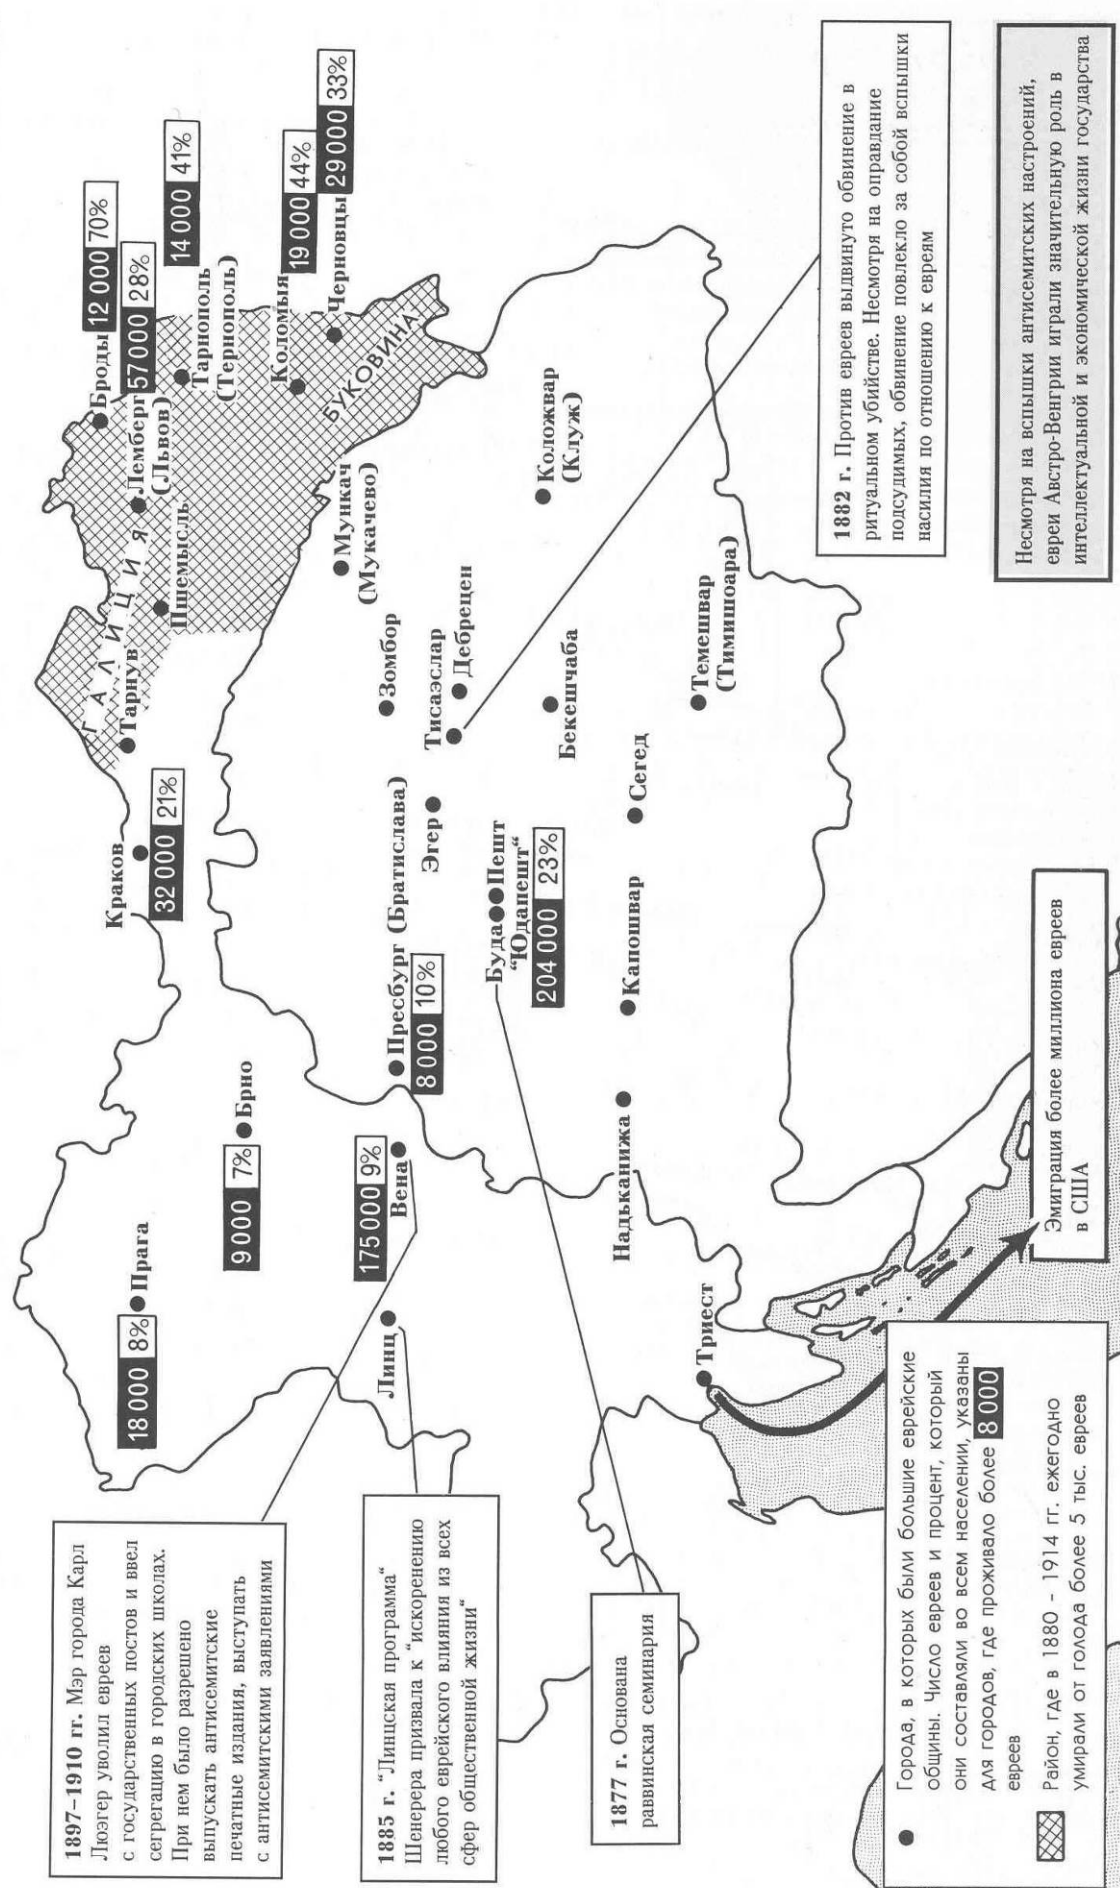 1897–1910 гг. Мэр города Карл
Люэгер уволил евреев
с государственных постов и ввел
сегрегацию в городских школах.
При нем было разрешено
выпускать антисемитские
печатные издания, выступать
с антисемитскими заявлениями
1885 г. "Линцская программа"
Шенерера призвала к "искоренению
любого еврейского влияния из всех
сфер общественной жизни"
1877 г. Основана
раввинская семинария
Города, в которых были большие еврейские
общины. Число евреев и процент, который
они составляли во всем населении, указаны
для городов, где проживало более 8 000
евреев
Район, где в 1880 – 1914 гг. ежегодно
умирали от голода более 5 тыс. евреев
18 000 8%
Прага
9 000 7%
Брно
175 000 9%
Вена
Линц
Триест
Надьканижа
Пресбург (Братислава)
8 000 10%
Краков
32 000 21%
Буда Пешт
"Юдапешт"
204 000 23%
Капошвар
Эгер
Сегед
Тисаэслар
Дебрецен
Зомбор
Бекешчаба
Темешвар
(Тимишоара)
Мункач
(Мукачево)
Коложвар
(Клуж)
ГАЛИЦИЯ
Тарнув
Пшемысль
Лемберг
(Львов)
57 000 28%
Броды 12 000 70%
Тарнополь
(Тернополь)
14 000 41%
Коломыя
19 000 44%
Черновцы
29 000 33%
БУКОВИНА
1882 г. Против евреев выдвинуто обвинение в
ритуальном убийстве. Несмотря на оправдание
подсудимых, обвинение повлекло за собой вспышки
насилия по отношению к евреям
Несмотря на вспышки антисемитских настроений,
евреи Австро-Венгрии играли значительную роль в
интеллектуальной и экономической жизни государства
Эмиграция более миллиона евреев
в США